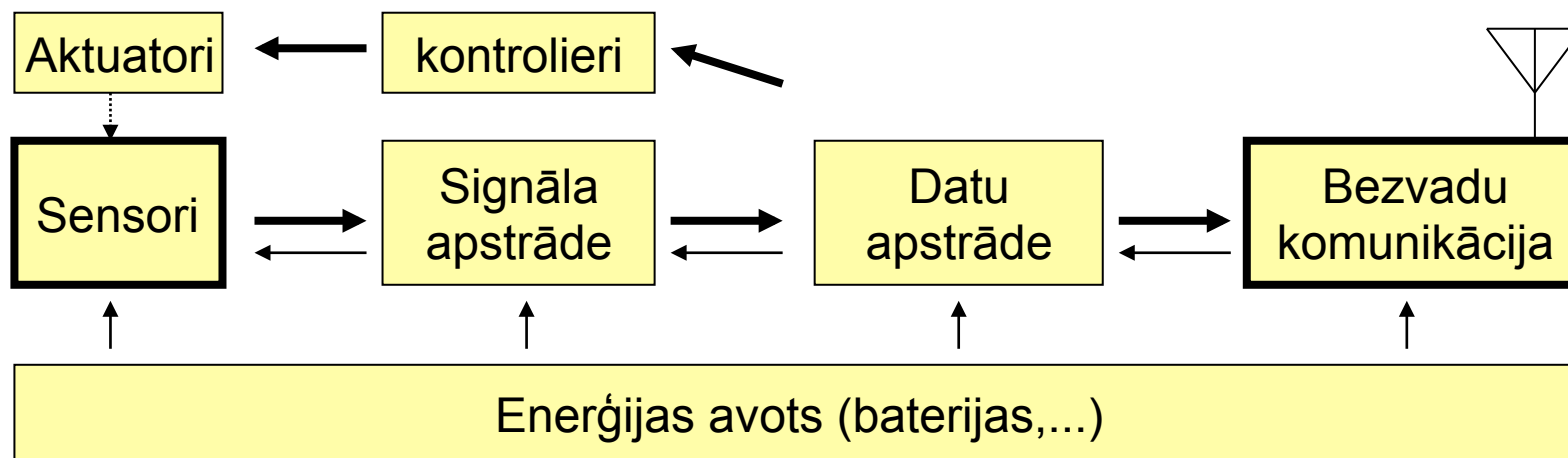 Aktuatori
kontrolieri
Sensori
Signāla
apstrāde
Datu
apstrāde
Bezvadu
komunikācija
Enerģijas avots (baterijas,...)